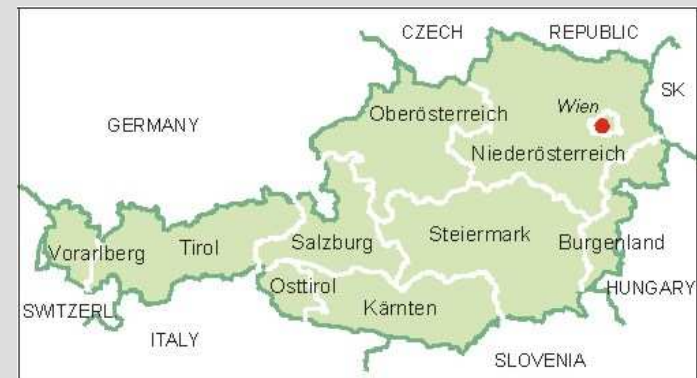 CZECH REPUBLIC
SK
Oberösterreich
Wien
GERMANY
Niederösterreich
Vorarlberg
Tirol
Salzburg
Steiermark
Burgenland
Osttirol
Kärnten
HUNGARY
SWITZERL.
ITALY
SLOVENIA